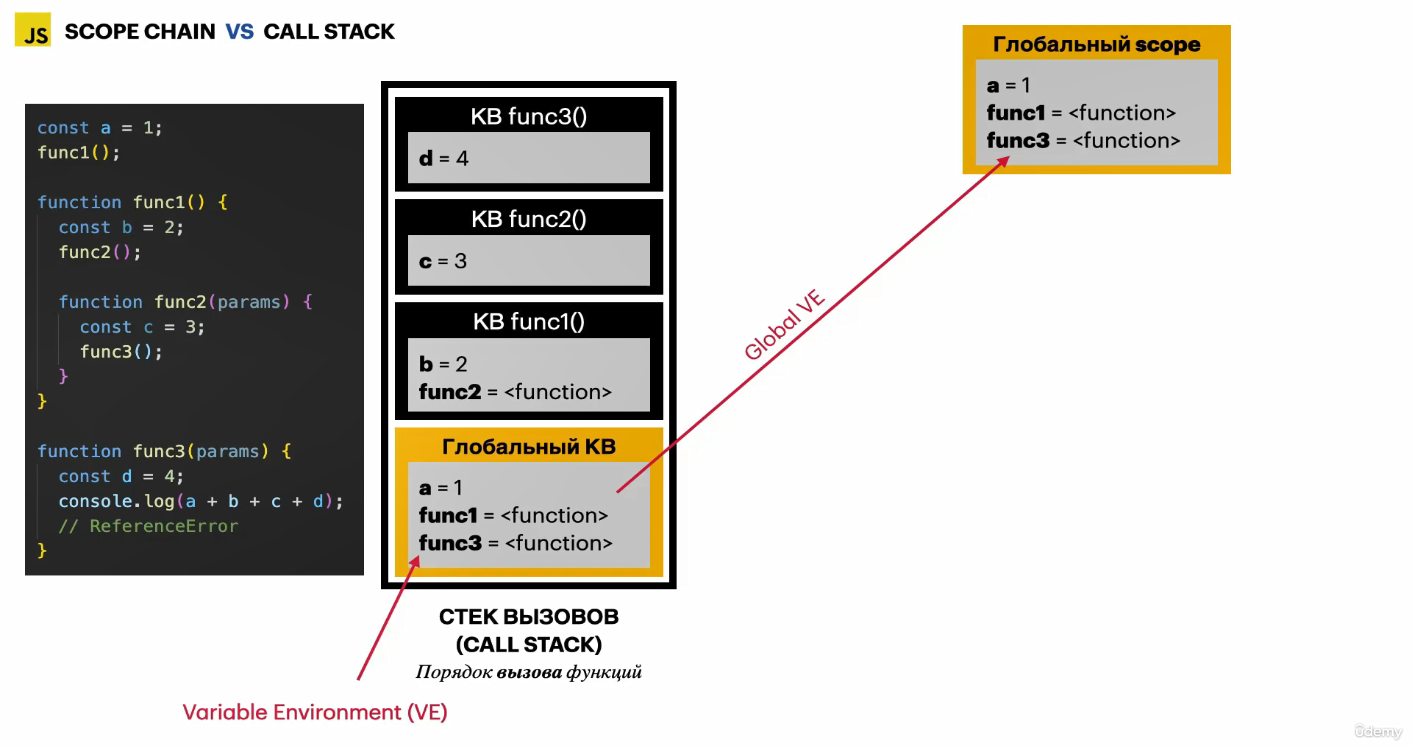 JS SCOPE CHAIN VS CALL STACK
const a = 1;
func1();
function func1() {
const b = 2;
func2();
function func2(params) {
const c = 3;
func3();
}
}
function func3(params) {
const d = 4;
console.log(a + b + c + d);
// ReferenceError
}
КВ func3()
d = 4
КВ func2()
c = 3
КВ func1()
b = 2
func2 = <function>
Глобальный КВ
a = 1
func1 = <function>
func3 = <function>
СТЕК ВЫЗОВОВ
(CALL STACK)
Порядок вызова функций
Variable Environment (VE)
Global VE
Глобальный scope
a = 1
func1 = <function>
func3 = <function>
ûdemy